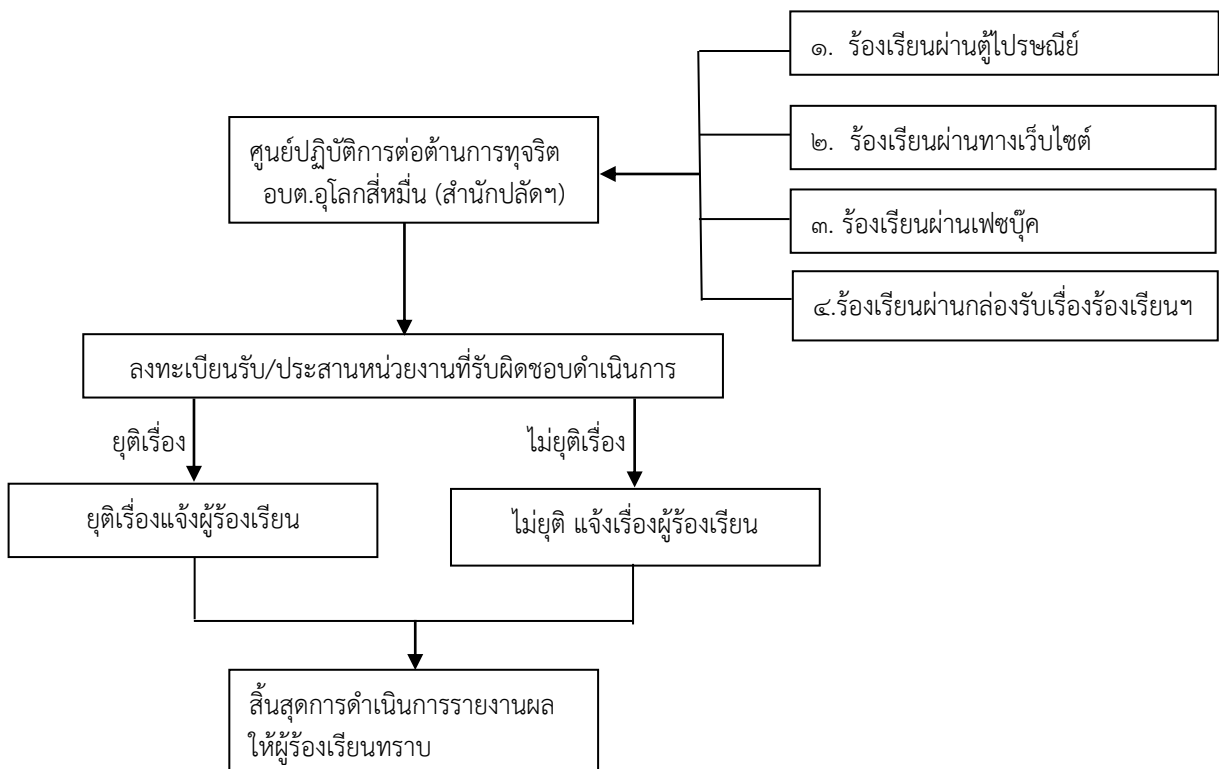 ๑. ร้องเรียนผ่านตู้ไปรษณีย์
ศูนย์ปฏิบัติการต่อต้านการทุจริต
อบต.อุโลกสี่หมื่น (สำนักปลัดฯ)
๒. ร้องเรียนผ่านทางเว็บไซต์
๓. ร้องเรียนผ่านเฟซบุ๊ค
๔.ร้องเรียนผ่านกล่องรับเรื่องร้องเรียนฯ
ลงทะเบียนรับ/ประสานหน่วยงานที่รับผิดชอบดำเนินการ
ยุติเรื่อง
ไม่ยุติเรื่อง
ยุติเรื่องแจ้งผู้ร้องเรียน
ไม่ยุติ แจ้งเรื่องผู้ร้องเรียน
สิ้นสุดการดำเนินการรายงานผล
ให้ผู้ร้องเรียนทราบ